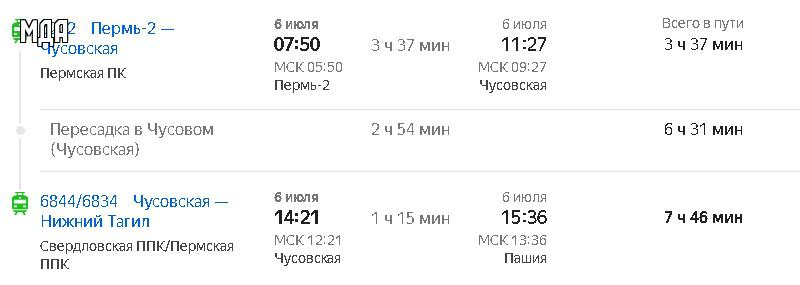 МДА
Пермь-2 — Чусовская
Пермская ПК
6 июля
07:50
МСК 05:50
Пермь-2
3 ч 37 мин
6 июля
11:27
МСК 09:27
Чусовская
Всего в пути
3 ч 37 мин
Пересадка в Чусовом
(Чусовская)
2 ч 54 мин
6 ч 31 мин
6844/6834 Чусовская —
Нижний Тагил
Свердловская ППК/Пермская
ППК
6 июля
14:21
МСК 12:21
Чусовская
1 ч 15 мин
6 июля
15:36
МСК 13:36
Пашия
7 ч 46 мин